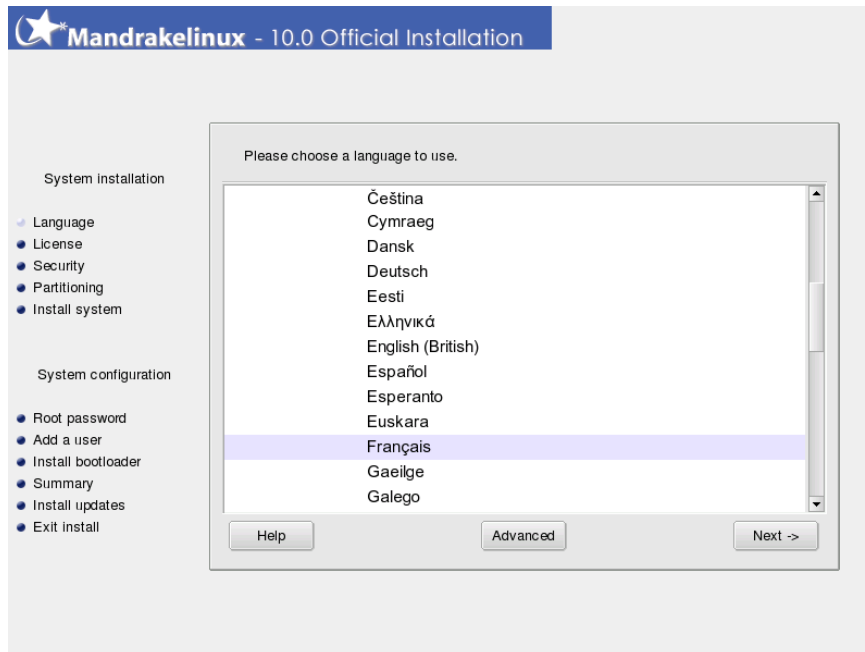 Mandrakelinux - 10.0 Official Installation
System installation
Language
License
Security
Partitioning
Install system
System configuration
Root password
Add a user
Install bootloader
Summary
Install updates
Exit install
Please choose a language to use.
Čeština
Cymraeg
Dansk
Deutsch
Eesti
Ελληνικά
English (British)
Español
Esperanto
Euskara
Français
Gaeilge
Galego
Help
Advanced
Next ->